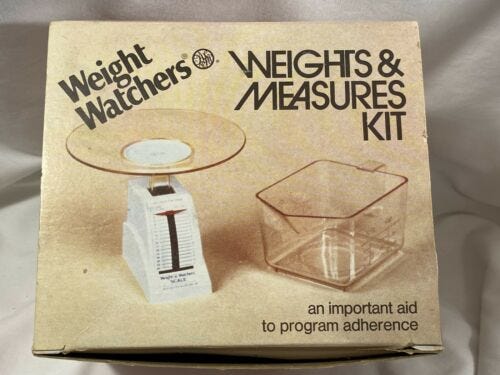 Weight
Watchers®
WEIGHTS &
MEASURES
KIT
Weight Watchers
SCALE
an important aid
to program adherence